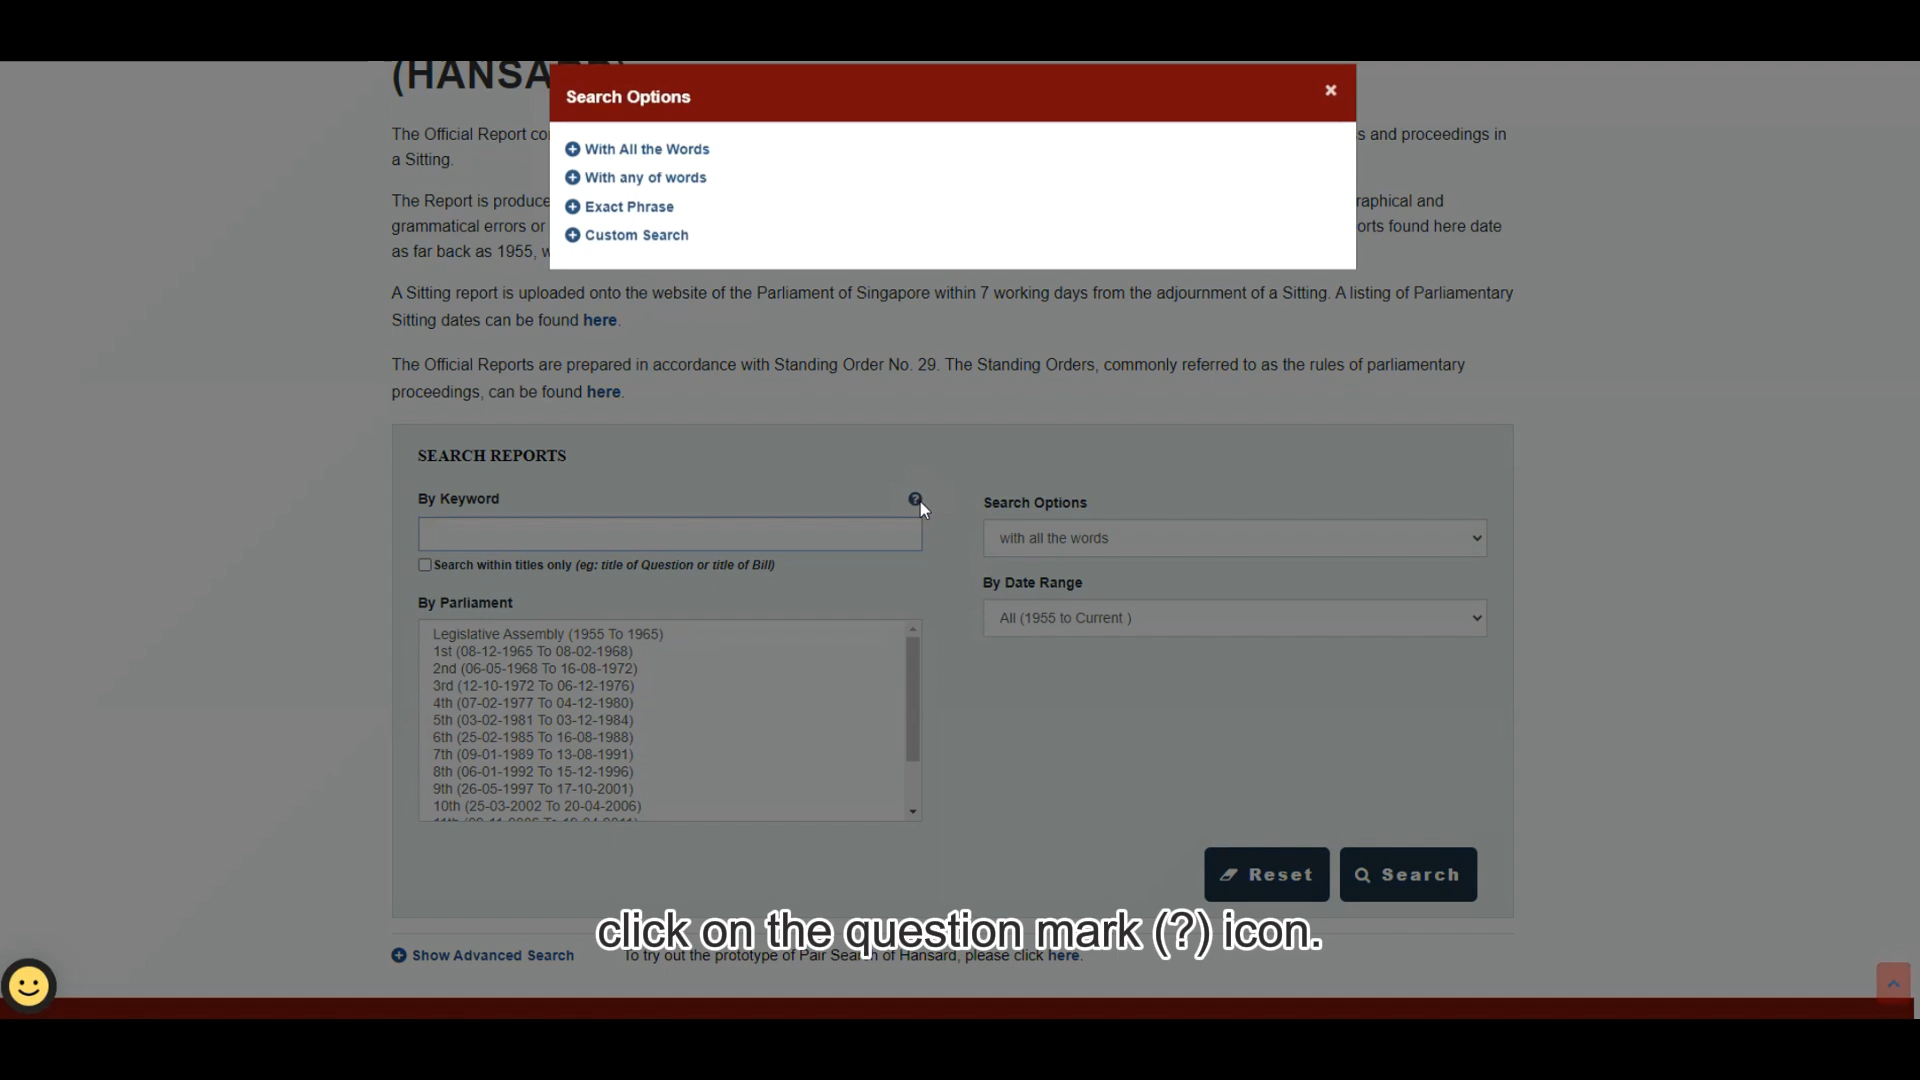 (HANSA
Search Options
×
With All the Words
With any of words
Exact Phrase
Custom Search
The Official Report co
s and proceedings in
a Sitting.
The Report is produce
raphical and
grammatical errors or
orts found here date
as far back as 1955, w
A Sitting report is uploaded onto the website of the Parliament of Singapore within 7 working days from the adjournment of a Sitting. A listing of Parliamentary
Sitting dates can be found here.
The Official Reports are prepared in accordance with Standing Order No. 29. The Standing Orders, commonly referred to as the rules of parliamentary
proceedings, can be found here.
SEARCH REPORTS
By Keyword
?
Search within titles only (eg: title of Question or title of Bill)
By Parliament
Legislative Assembly (1955 To 1965)
1st (08-12-1965 To 08-02-1968)
2nd (06-05-1968 To 16-08-1972)
3rd (12-10-1972 To 06-12-1976)
4th (07-02-1977 To 04-12-1980)
5th (03-02-1981 To 03-12-1984)
6th (25-02-1985 To 16-08-1988)
7th (09-01-1989 To 13-08-1991)
8th (06-01-1992 To 15-12-1996)
9th (26-05-1997 To 17-10-2001)
10th (25-03-2002 To 20-04-2006)
Search Options
with all the words
By Date Range
All (1955 to Current )
Reset
Search
click on the question mark (?) icon.
Show Advanced Search
To try out the prototype of Pair Search of Hansard, please click here.